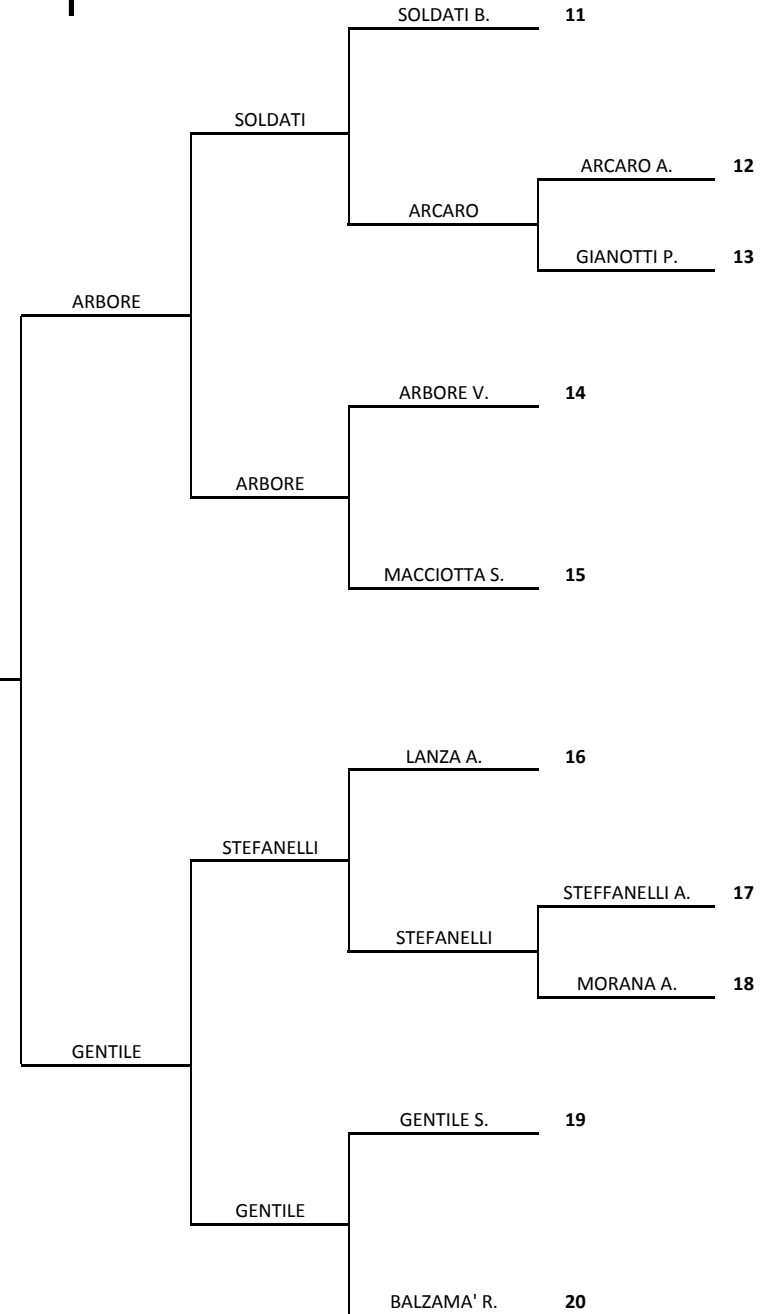 SOLDATI B. 11
SOLDATI
ARCARO A. 12
ARCARO
GIANOTTI P. 13
ARBORE
ARBORE V. 14
ARBORE
MACCIOTTA S. 15
LANZA A. 16
STEFANELLI
STEFFANELLI A. 17
STEFANELLI
MORANA A. 18
GENTILE
GENTILE S. 19
GENTILE
BALZAMA' R. 20